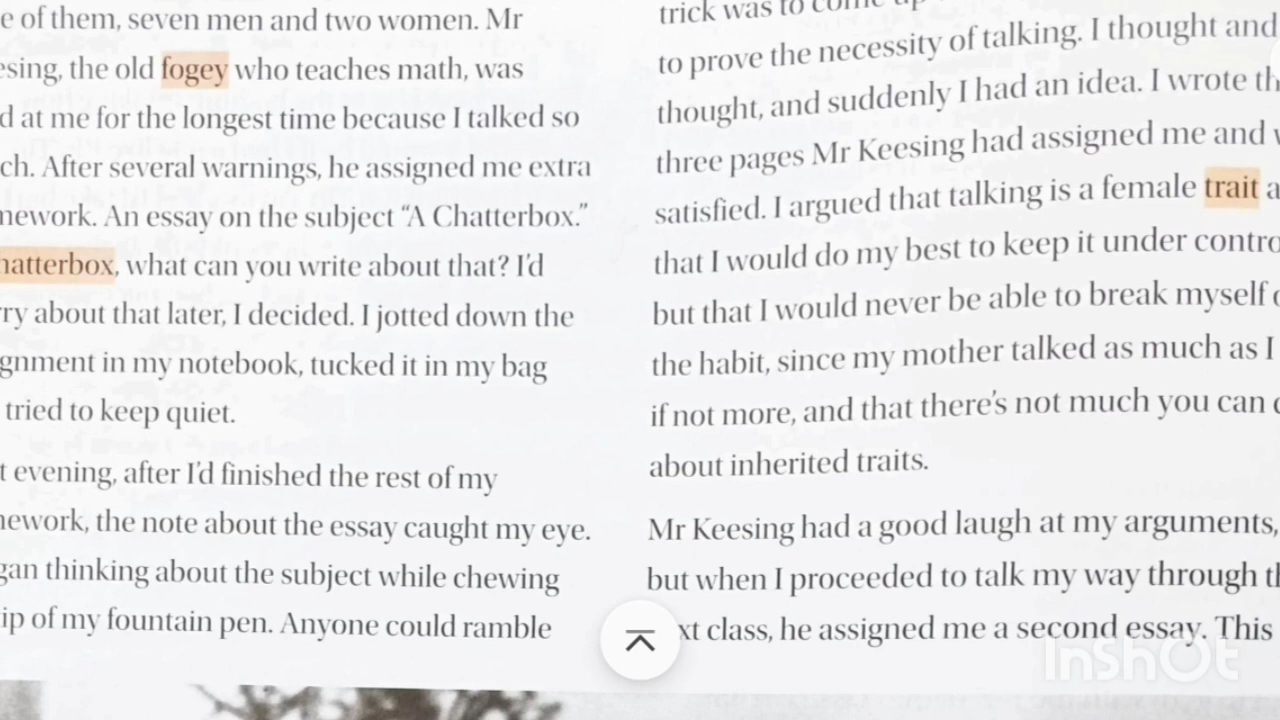 e of them, seven men and two women. Mr
esing, the old fogey who teaches math, was
d at me for the longest time because I talked so
ch. After several warnings, he assigned me extra
mework. An essay on the subject “A Chatterbox.”
hatterbox, what can you write about that? I’d
rry about that later, I decided. I jotted down the
gnment in my notebook, tucked it in my bag
tried to keep quiet.
t evening, after I’d finished the rest of my
nework, the note about the essay caught my eye.
gan thinking about the subject while chewing
ip of my fountain pen. Anyone could ramble
trick was to come up
to prove the necessity of talking. I thought and
thought, and suddenly I had an idea. I wrote th
three pages Mr Keesing had assigned me and
satisfied. I argued that talking is a female trait a
that I would do my best to keep it under contro
but that I would never be able to break myself o
the habit, since my mother talked as much as I
if not more, and that there’s not much you can
about inherited traits.
Mr Keesing had a good laugh at my arguments,
but when I proceeded to talk my way through th
xt class, he assigned me a second essay. This
InShOt